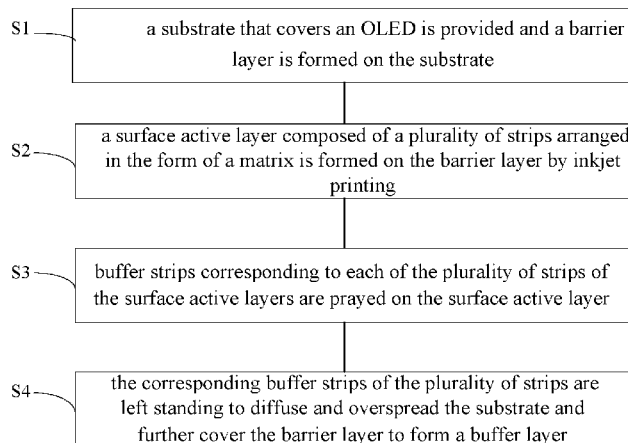 S1
a substrate that covers an OLED is provided and a barrier
layer is formed on the substrate
S2
a surface active layer composed of a plurality of strips arranged
in the form of a matrix is formed on the barrier layer by inkjet
printing
S3
buffer strips corresponding to each of the plurality of strips of
the surface active layers are prayed on the surface active layer
S4
the corresponding buffer strips of the plurality of strips are
left standing to diffuse and overspread the substrate and
further cover the barrier layer to form a buffer layer